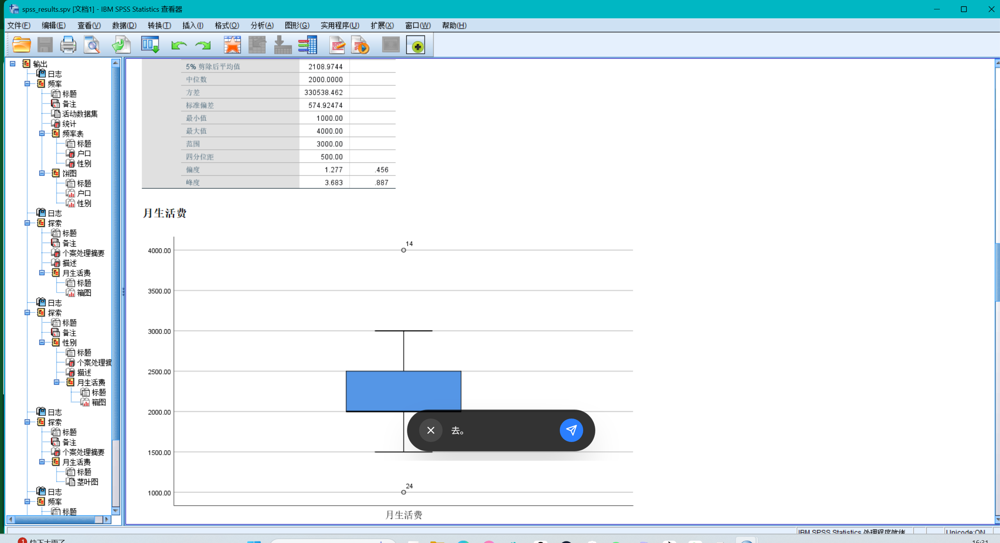 spss_results.spv [文档1] - IBM SPSS Statistics 查看器
文件(F) 编辑(E) 查看(V) 数据(D) 转换(T) 插入(I) 格式(O) 分析(A) 图形(G) 实用程序(U) 扩展(X) 窗口(W) 帮助(H)
输出
日志
频率
标题
备注
活动数据集
统计
频率表
标题
户口
性别
饼图
标题
户口
性别
日志
探索
标题
备注
个案处理摘要
描述
月生活费
标题
箱图
日志
探索
标题
备注
性别
标题
个案处理摘
描述
月生活费
标题
箱图
日志
探索
标题
备注
个案处理摘要
月生活费
标题
茎叶图
日志
频率
标题
5% 剪除后平均值 2108.9744
中位数 2000.0000
方差 330538.462
标准偏差 574.92474
最小值 1000.00
最大值 4000.00
范围 3000.00
四分位距 500.00
偏度 1.277 .456
峰度 3.683 .887
月生活费
14
4000.00
3500.00
3000.00
2500.00
2000.00
去。
1500.00
24
1000.00
月生活费
IBM SPSS Statistics 处理程序就绪 Unicode:ON
1 快下大雨了
16:31